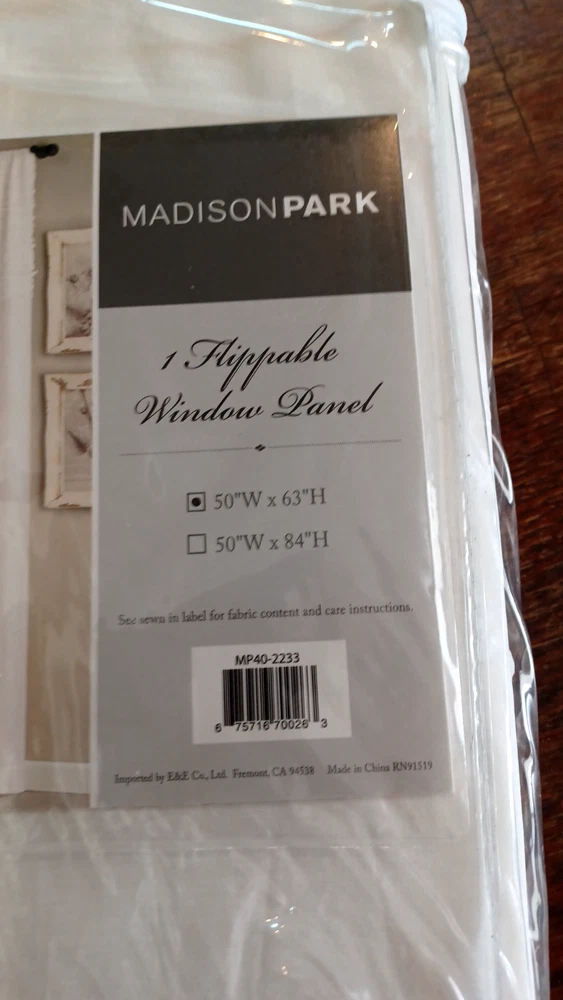 MADISONPARK
1 Flippable
Window Panel
50"W x 63"H
50"W x 84"H
See sewn in label for fabric content and care instructions.
MP40-2233
6 75716 70026 3
Imported by E&E Co., Ltd. Fremont, CA 94538 Made in China RN91519